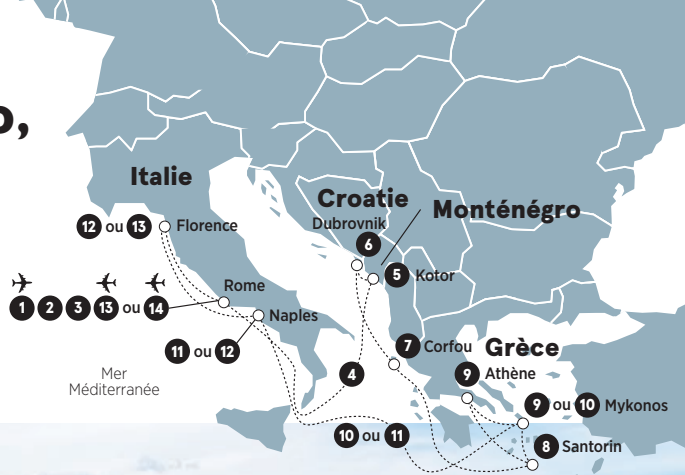 o,
Italie
Croatie
Monténégro
Dubrovnik
6
12 ou 13 Florence
5 Kotor
Rome
1 2 3 13 ou 14
Naples
11 ou 12
7 Corfou
Grèce
4
9 Athène
Mer
Méditerranée
9 ou 10 Mykonos
10 ou 11
8 Santorin